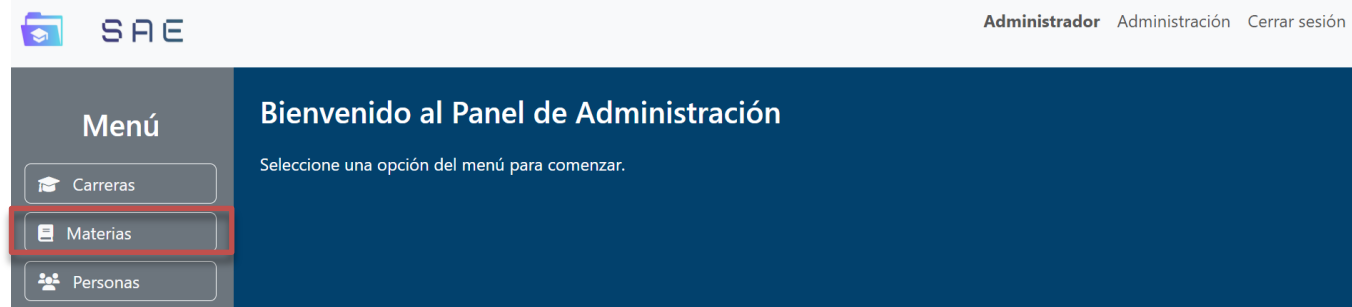 SAE
Administrador Administración Cerrar sesión
Menú
Carreras
Materias
Personas
Bienvenido al Panel de Administración
Seleccione una opción del menú para comenzar.